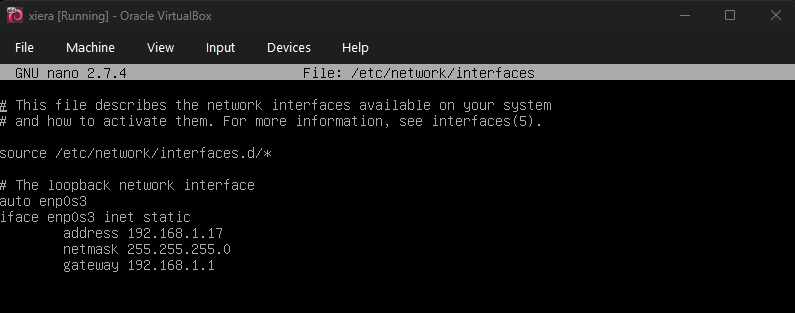 xiera [Running] - Oracle VirtualBox
File Machine View Input Devices Help
GNU nano 2.7.4 File: /etc/network/interfaces
# This file describes the network interfaces available on your system
# and how to activate them. For more information, see interfaces(5).
source /etc/network/interfaces.d/*
# The loopback network interface
auto enp0s3
iface enp0s3 inet static
address 192.168.1.17
netmask 255.255.255.0
gateway 192.168.1.1